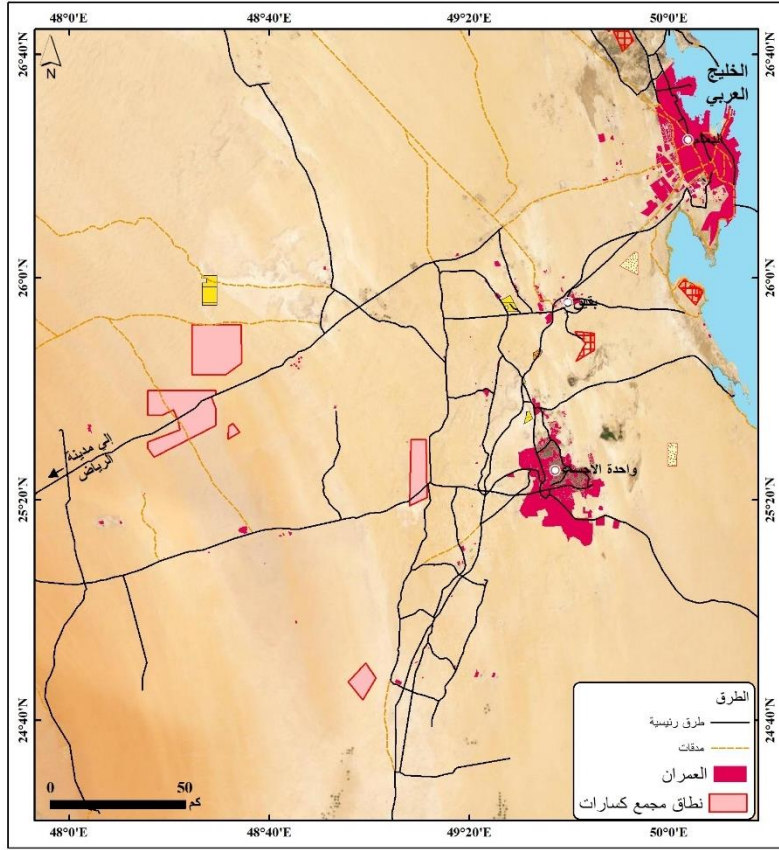 48°0'E
48°40'E
49°20'E
50°0'E
26°40'N
26°0'N
25°20'N
24°40'N
26°40'N
26°0'N
25°20'N
24°40'N
N
الخليج
العربي
بقيق
واحدة الاحساء
إلي مدينة
الرياض
الطرق
طرق رئيسية
مدقات
العمران
نطاق مجمع كسارات
0
50
كم
48°0'E
48°40'E
49°20'E
50°0'E